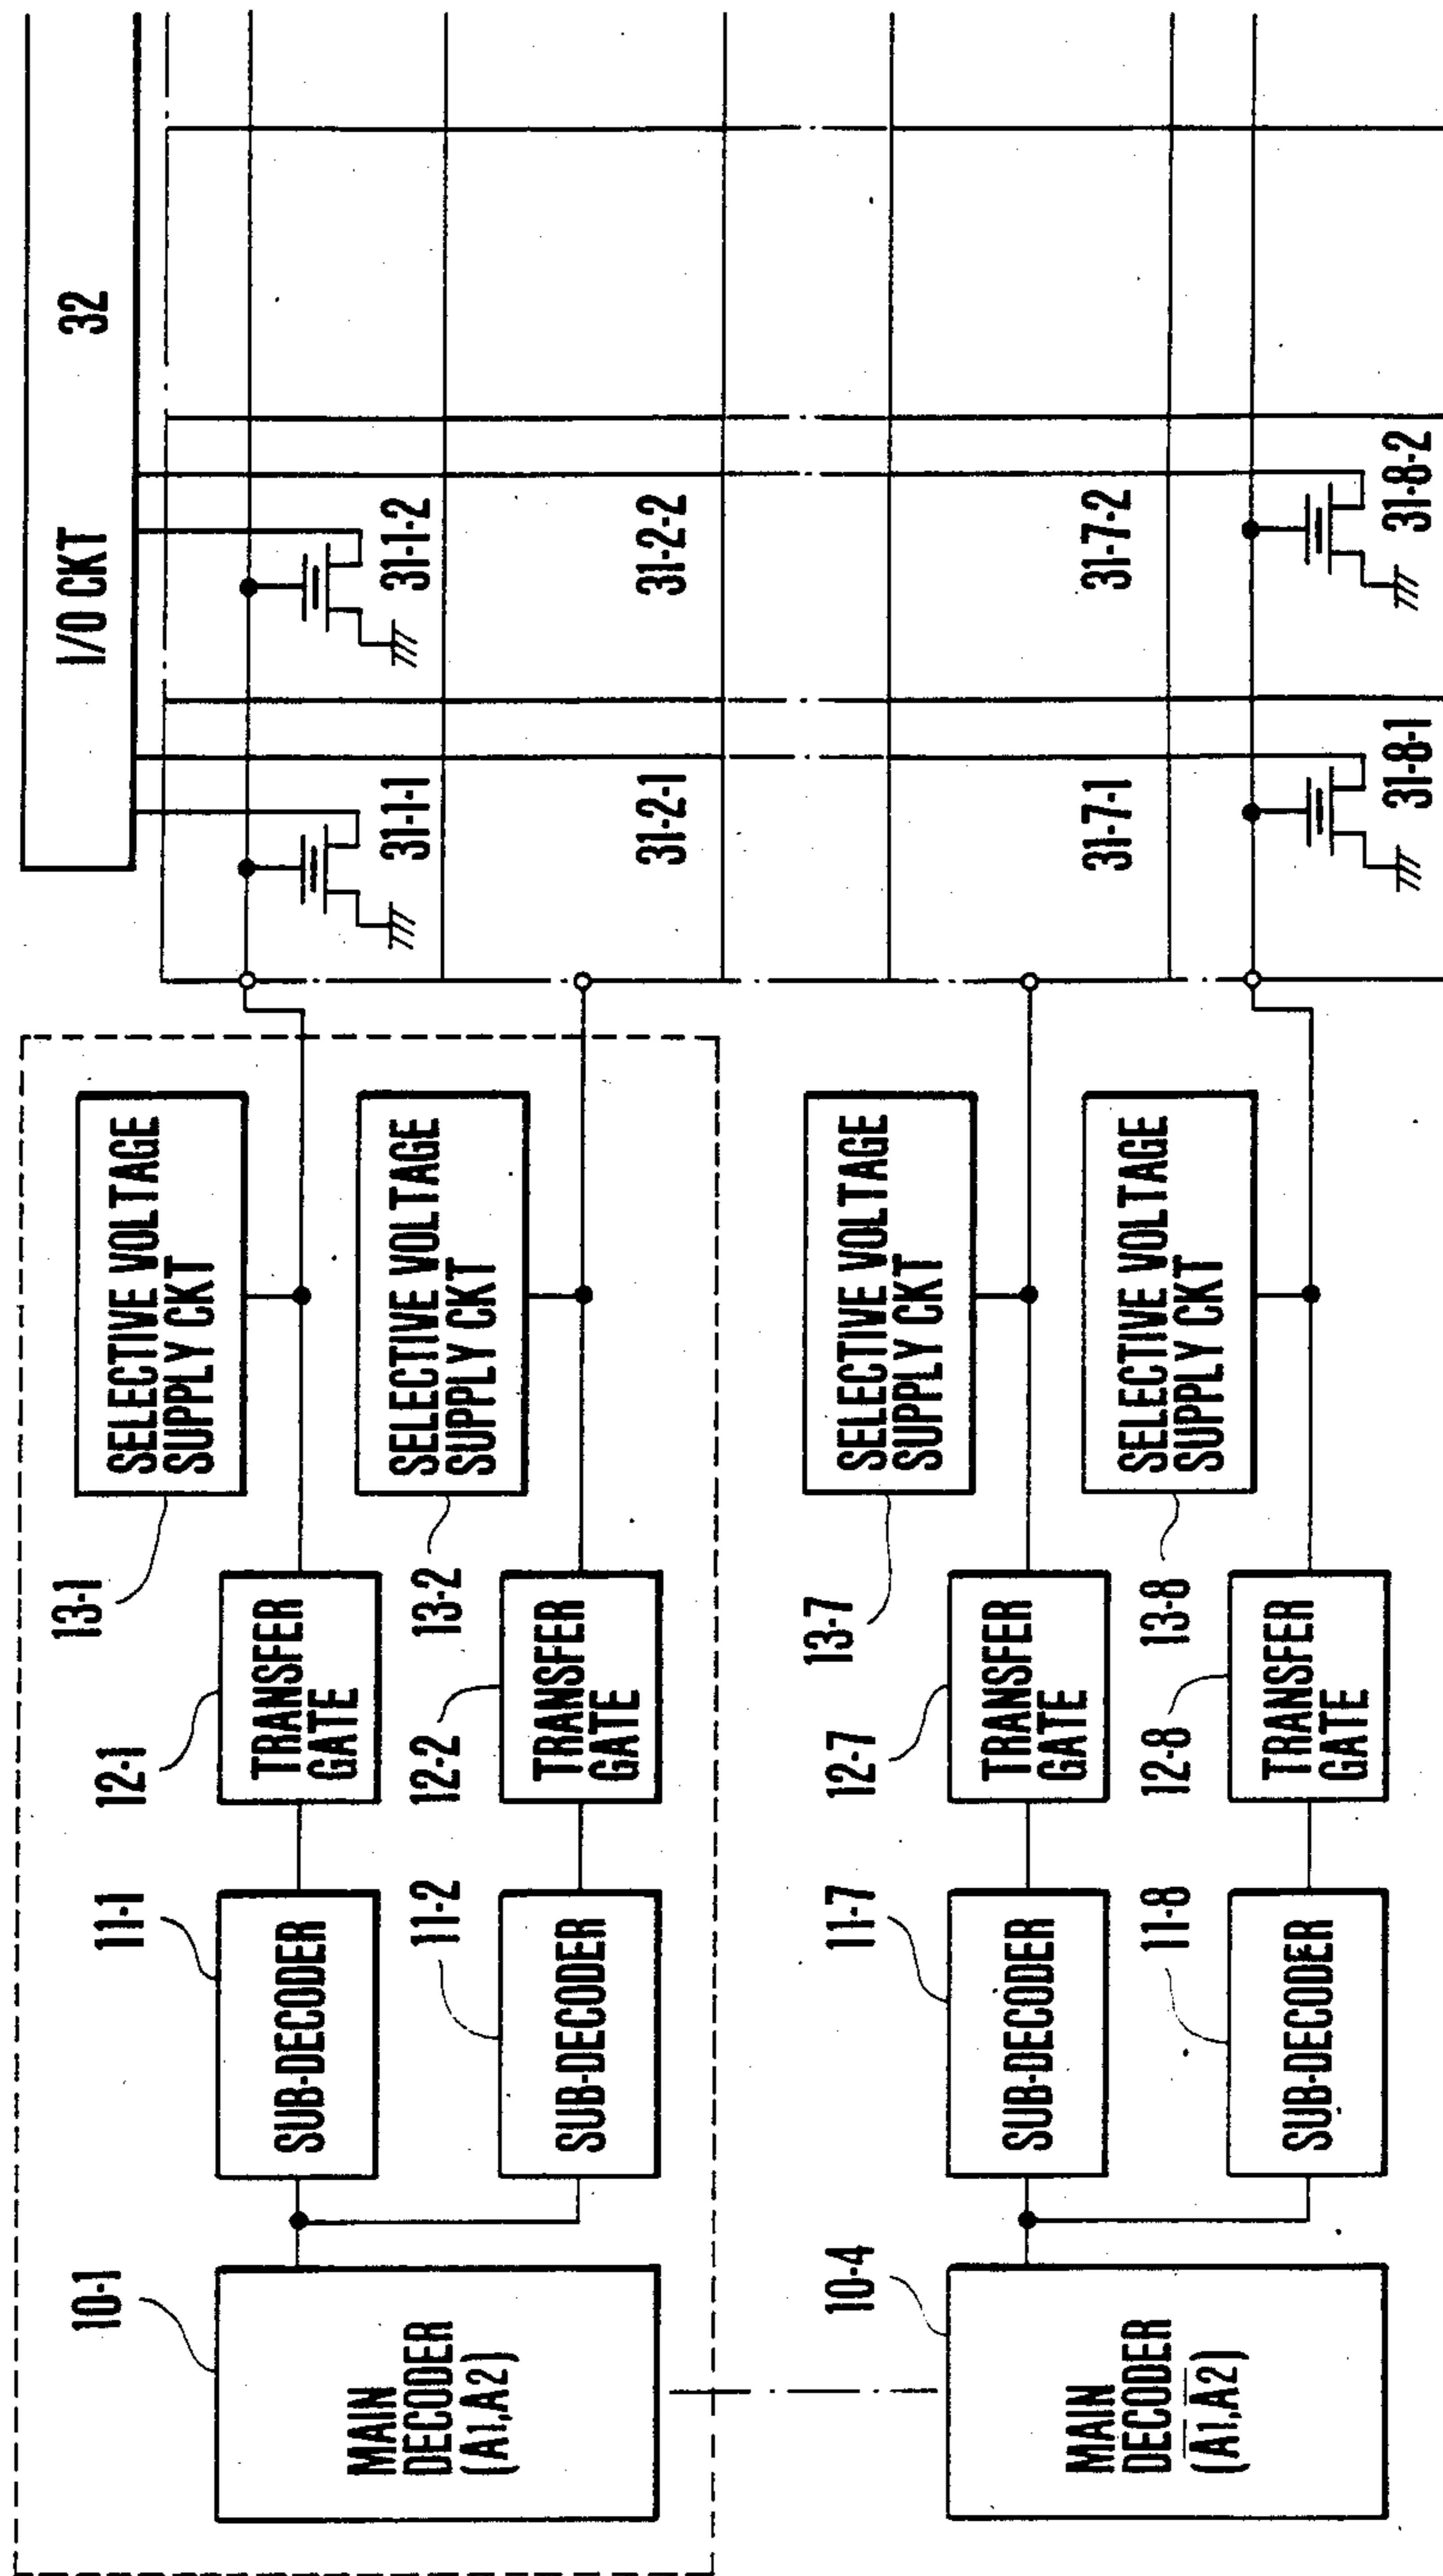 I/O CKT 32
31-1-1
31-1-2
31-2-1
31-2-2
31-7-1
31-7-2
31-8-1
31-8-2
13-1
SELECTIVE VOLTAGE
SUPPLY CKT
12-1
TRANSFER
GATE
11-1
SUB-DECODER
10-1
MAIN
DECODER
(A1,A2)
13-2
SELECTIVE VOLTAGE
SUPPLY CKT
12-2
TRANSFER
GATE
11-2
SUB-DECODER
13-7
SELECTIVE VOLTAGE
SUPPLY CKT
12-7
TRANSFER
GATE
11-7
SUB-DECODER
10-4
MAIN
DECODER
(A̅1̅,A̅2̅)
13-8
SELECTIVE VOLTAGE
SUPPLY CKT
12-8
TRANSFER
GATE
11-8
SUB-DECODER